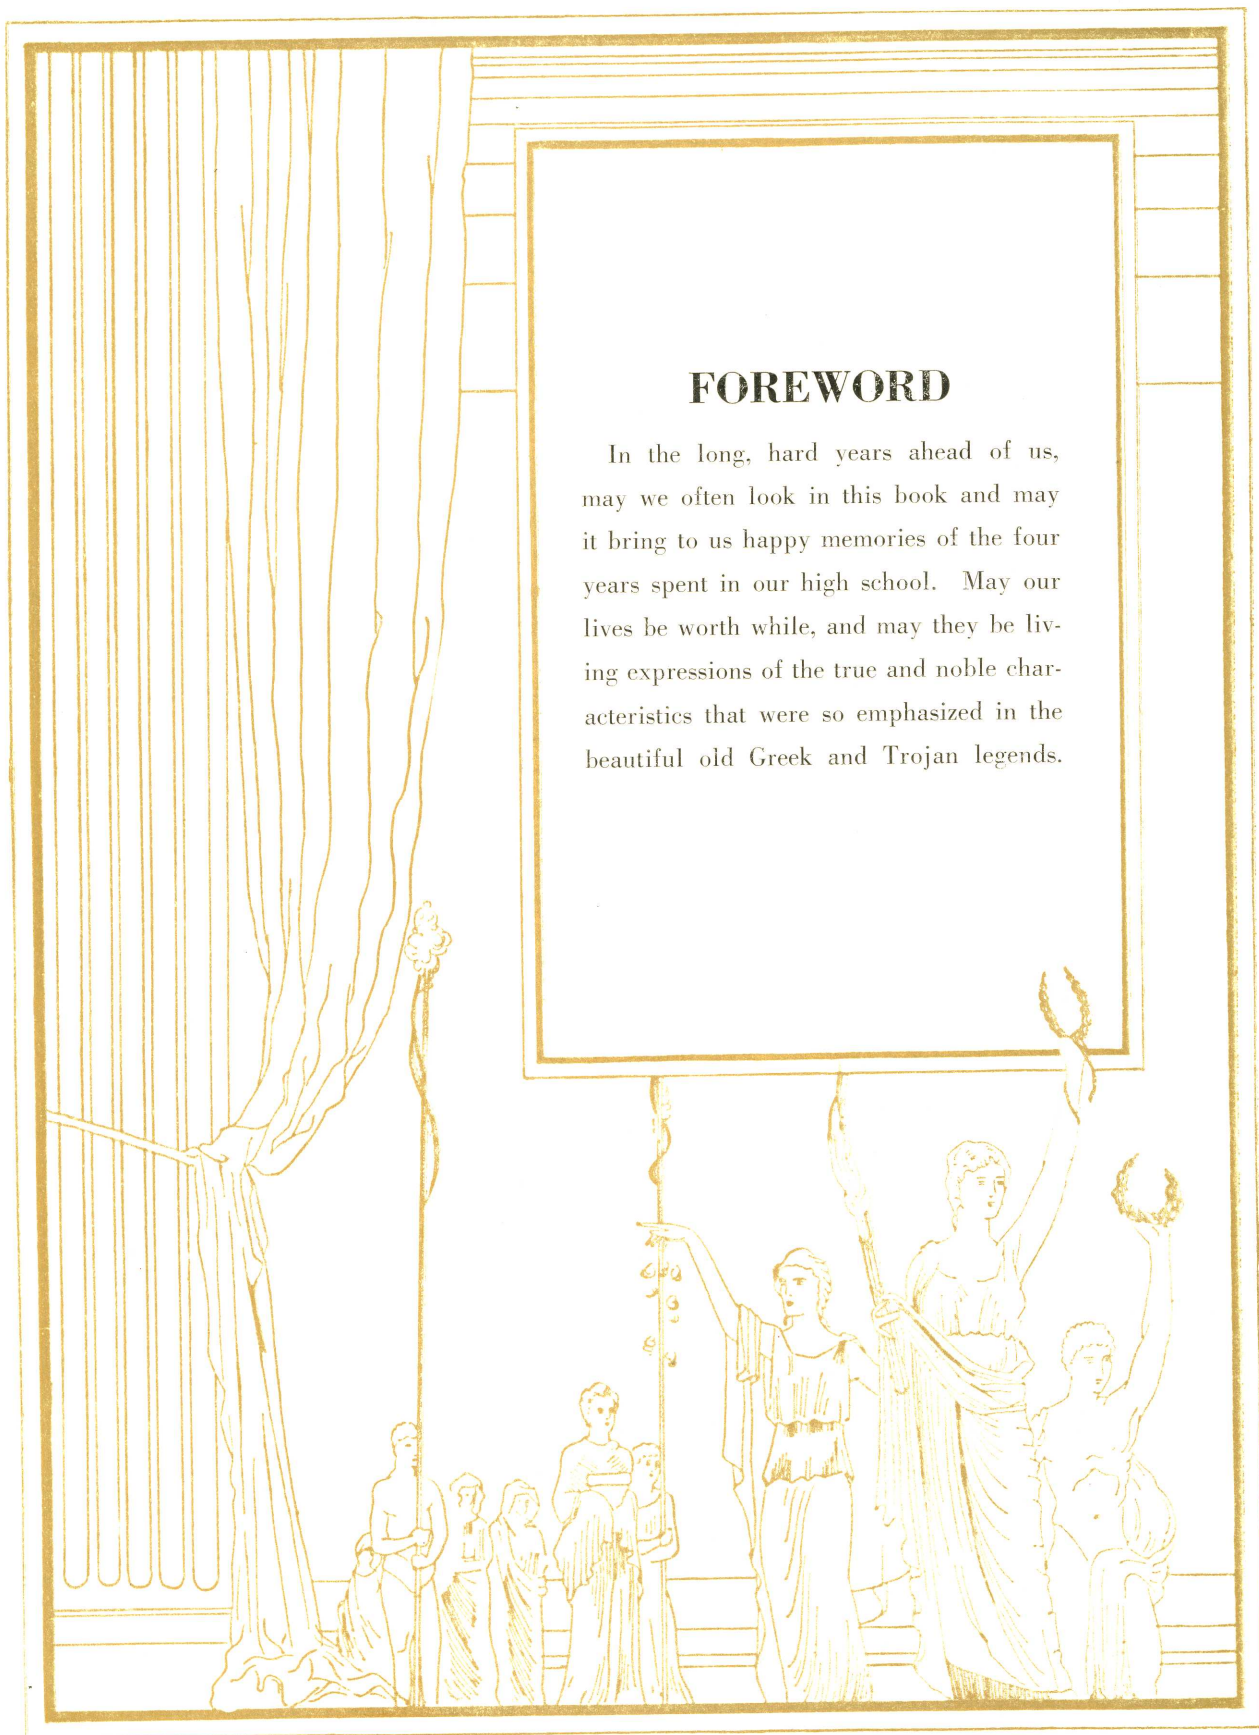 FOREWORD
In the long, hard years ahead of us,
may we often look in this book and may
it bring to us happy memories of the four
years spent in our high school. May our
lives be worth while, and may they be liv-
ing expressions of the true and noble char-
acteristics that were so emphasized in the
beautiful old Greek and Trojan legends.